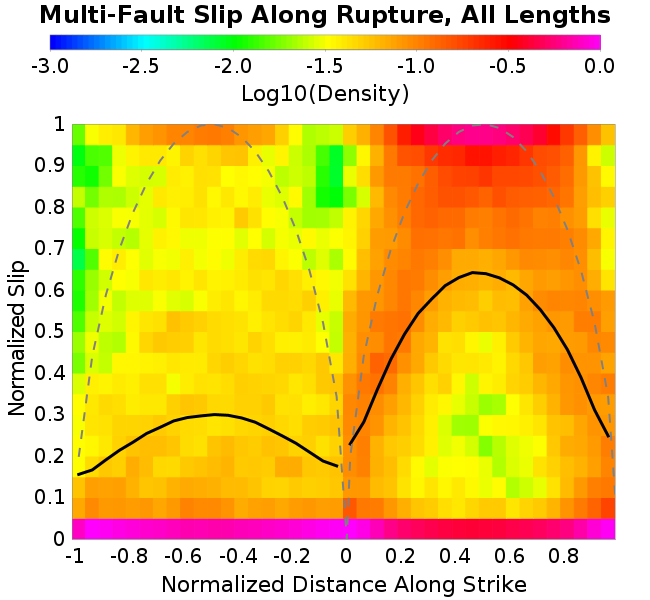 Multi-Fault Slip Along Rupture, All Lengths
-3.0 -2.5 -2.0 -1.5 -1.0 -0.5 0.0
Log10(Density)
Normalized Slip
1
0.9
0.8
0.7
0.6
0.5
0.4
0.3
0.2
0.1
0
-1 -0.8 -0.6 -0.4 -0.2 0 0.2 0.4 0.6 0.8
Normalized Distance Along Strike